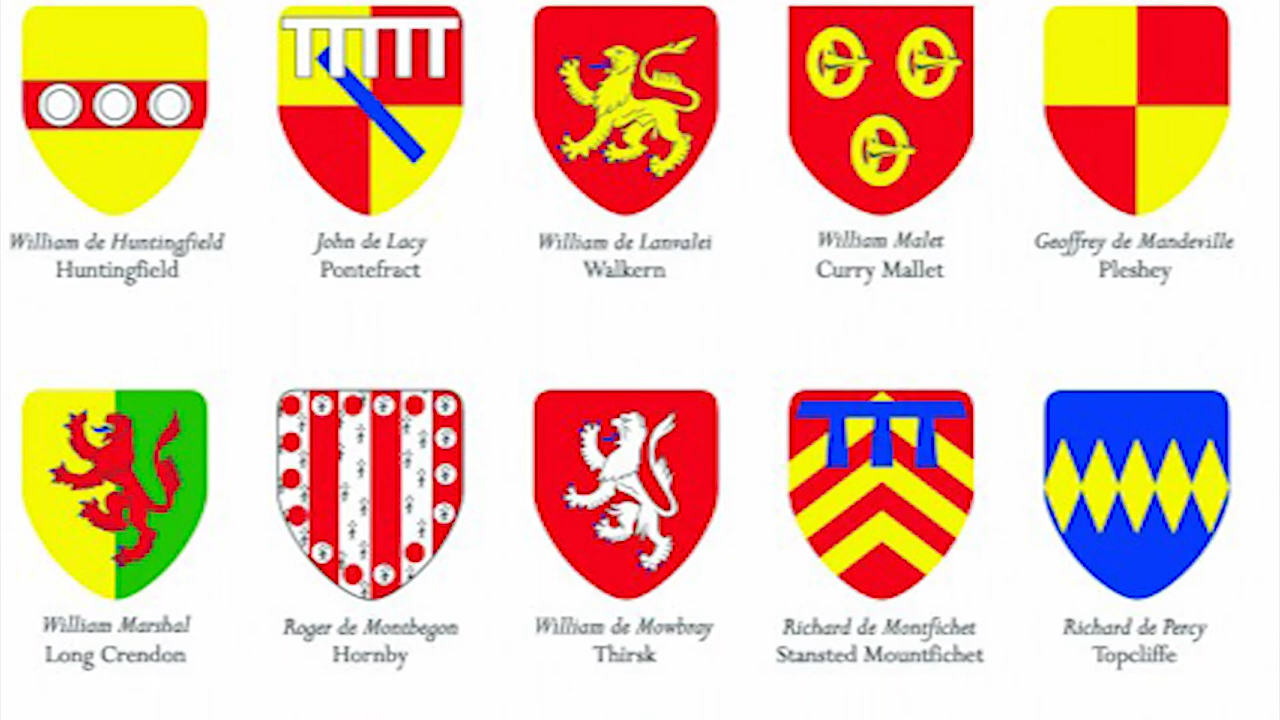 William de Huntingfield
Huntingfield
John de Lacy
Pontefract
William de Lanvalei
Walkern
William Malet
Curry Mallet
Geoffrey de Mandeville
Pleshey
William Marshal
Long Crendon
Roger de Montbegon
Hornby
William de Mowbray
Thirsk
Richard de Montfichet
Stansted Mountfichet
Richard de Percy
Topcliffe